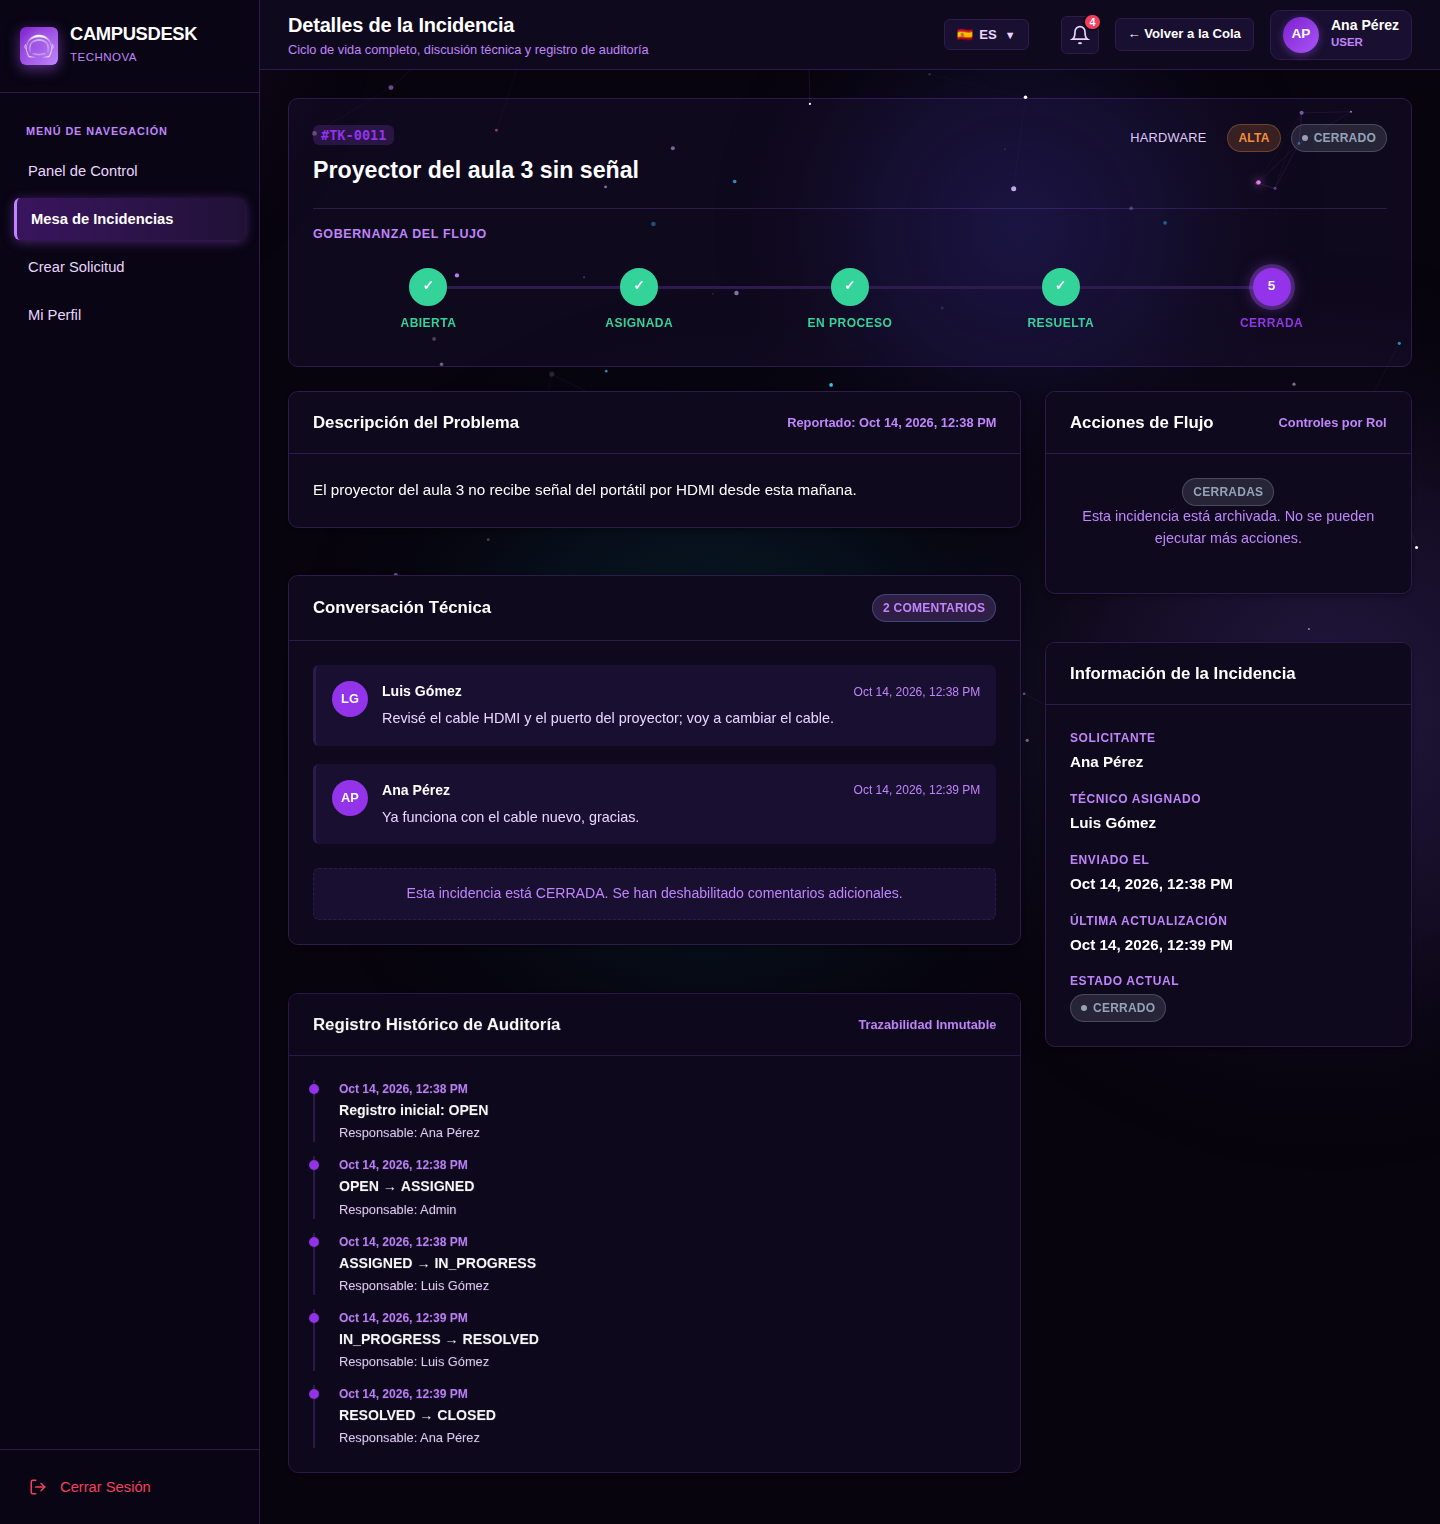 CAMPUSDESK
TECHNOVA
MENÚ DE NAVEGACIÓN
Panel de Control
Mesa de Incidencias
Crear Solicitud
Mi Perfil
Cerrar Sesión
Detalles de la Incidencia
Ciclo de vida completo, discusión técnica y registro de auditoría
🇪🇸 ES ▼
4
← Volver a la Cola
AP
Ana Pérez
USER
#TK-0011
HARDWARE
ALTA
CERRADO
Proyector del aula 3 sin señal
GOBERNANZA DEL FLUJO
✓ ✓ ✓ ✓ 5
ABIERTA ASIGNADA EN PROCESO RESUELTA CERRADA
Descripción del Problema
Reportado: Oct 14, 2026, 12:38 PM
El proyector del aula 3 no recibe señal del portátil por HDMI desde esta mañana.
Conversación Técnica
2 COMENTARIOS
LG
Luis Gómez
Oct 14, 2026, 12:38 PM
Revisé el cable HDMI y el puerto del proyector; voy a cambiar el cable.
AP
Ana Pérez
Oct 14, 2026, 12:39 PM
Ya funciona con el cable nuevo, gracias.
Esta incidencia está CERRADA. Se han deshabilitado comentarios adicionales.
Registro Histórico de Auditoría
Trazabilidad Inmutable
Oct 14, 2026, 12:38 PM
Registro inicial: OPEN
Responsable: Ana Pérez
Oct 14, 2026, 12:38 PM
OPEN → ASSIGNED
Responsable: Admin
Oct 14, 2026, 12:38 PM
ASSIGNED → IN_PROGRESS
Responsable: Luis Gómez
Oct 14, 2026, 12:39 PM
IN_PROGRESS → RESOLVED
Responsable: Luis Gómez
Oct 14, 2026, 12:39 PM
RESOLVED → CLOSED
Responsable: Ana Pérez
Acciones de Flujo
Controles por Rol
CERRADAS
Esta incidencia está archivada. No se pueden
ejecutar más acciones.
Información de la Incidencia
SOLICITANTE
Ana Pérez
TÉCNICO ASIGNADO
Luis Gómez
ENVIADO EL
Oct 14, 2026, 12:38 PM
ÚLTIMA ACTUALIZACIÓN
Oct 14, 2026, 12:39 PM
ESTADO ACTUAL
CERRADO